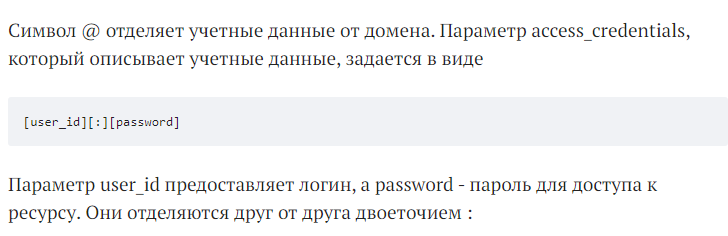 Символ @ отделяет учетные данные от домена. Параметр access_credentials,
который описывает учетные данные, задается в виде
[user_id][:][password]
Параметр user_id предоставляет логин, а password - пароль для доступа к
ресурсу. Они отделяются друг от друга двоеточием :